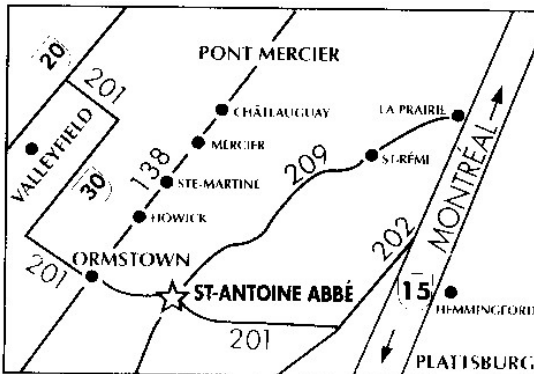 PONT MERCIER
20
201
CHÂTLAUGUAY
LA PRAIRIE
VALLEYFIELD
MERCIER
138
209
ST-RÉMI
MONTRÉAL
30
STE-MARTINE
HOWICK
202
ORMSTOWN
201
ST-ANTOINE ABBÉ
15
HEMMINGFORD
201
PLATTSBURG